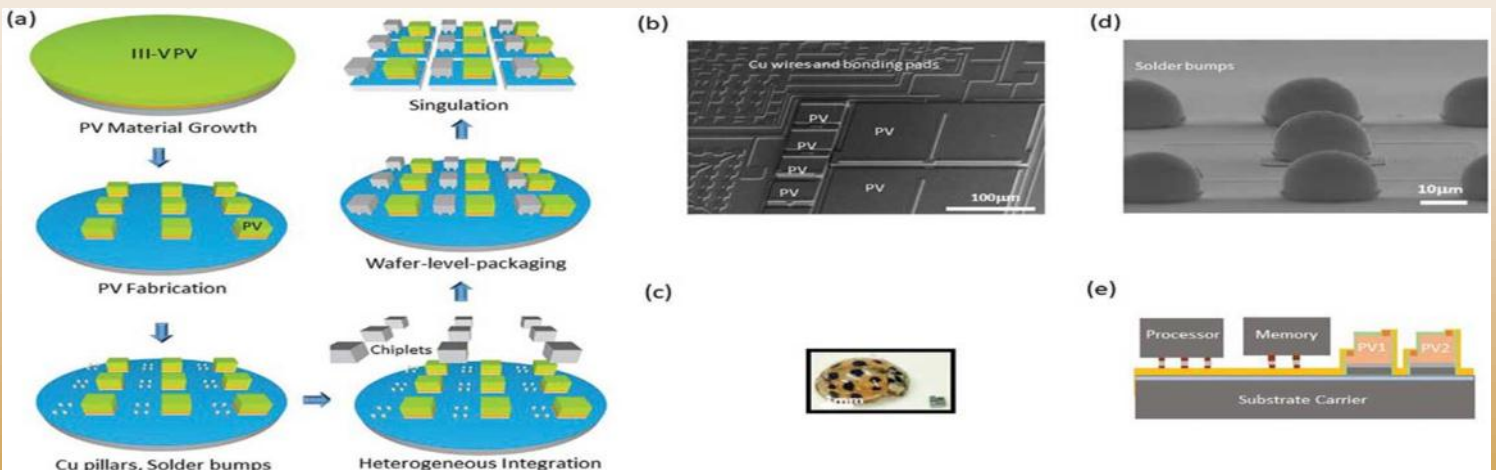 (a)
III-V PV
PV Material Growth
PV
PV Fabrication
Cu pillars, Solder bumps
Chiplets
Heterogeneous Integration
Wafer-level-packaging
Singulation
(b)
Cu wires and bonding pads
PV
PV
PV
PV
PV
PV
100μm
(c)
1mm
(d)
Solder bumps
10μm
(e)
Processor
Memory
PV1
PV2
Substrate Carrier